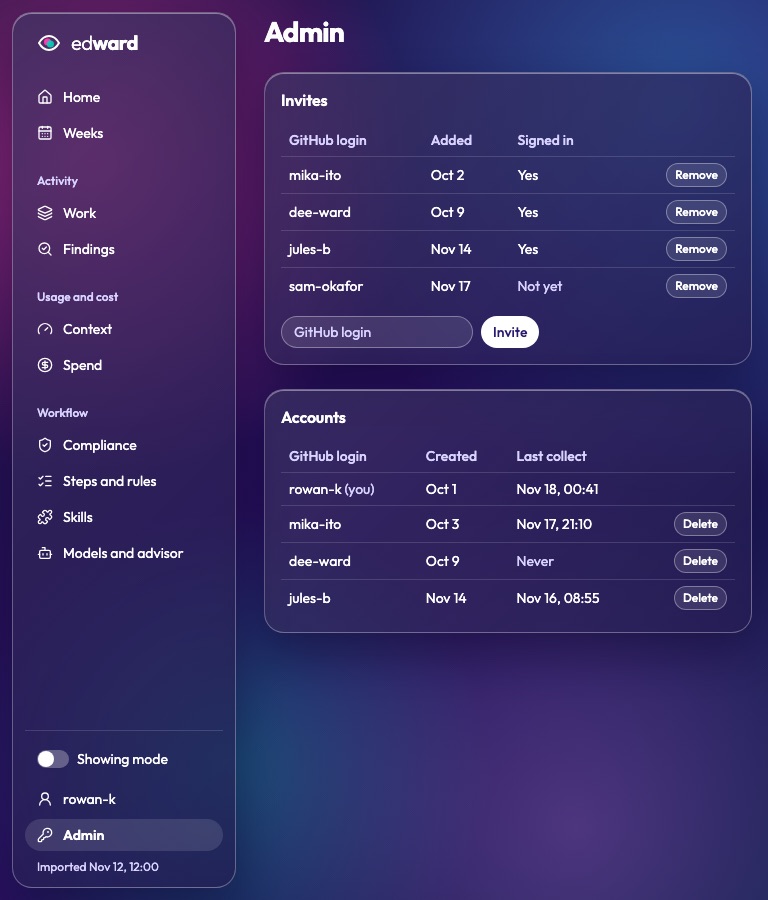 edward
Home
Weeks
Activity
Work
Findings
Usage and cost
Context
Spend
Workflow
Compliance
Steps and rules
Skills
Models and advisor
Showing mode
rowan-k
Admin
Imported Nov 12, 12:00
Admin
Invites
GitHub login Added Signed in
mika-ito Oct 2 Yes Remove
dee-ward Oct 9 Yes Remove
jules-b Nov 14 Yes Remove
sam-okafor Nov 17 Not yet Remove
GitHub login Invite
Accounts
GitHub login Created Last collect
rowan-k (you) Oct 1 Nov 18, 00:41
mika-ito Oct 3 Nov 17, 21:10 Delete
dee-ward Oct 9 Never Delete
jules-b Nov 14 Nov 16, 08:55 Delete